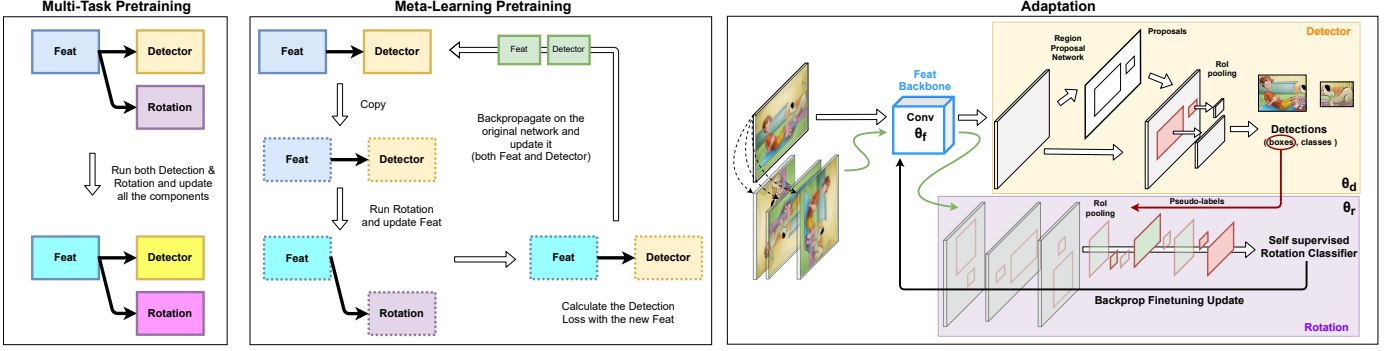 Multi-Task Pretraining
Feat
Detector
Rotation
Run both Detection &
Rotation and update
all the components
Feat
Detector
Rotation
Meta-Learning Pretraining
Feat
Detector
Feat
Detector
Copy
Backpropagate on the
original network and
update it
(both Feat and Detector)
Feat
Detector
Run Rotation
and update Feat
Feat
Rotation
Feat
Detector
Calculate the Detection
Loss with the new Feat
Adaptation
Detector
Feat
Backbone
Conv
θf
Region
Proposal
Network
Proposals
RoI
pooling
Detections
((boxes), classes )
θd
θr
RoI
pooling
Pseudo-labels
Self supervised
Rotation Classifier
Backprop Finetuning Update
Rotation